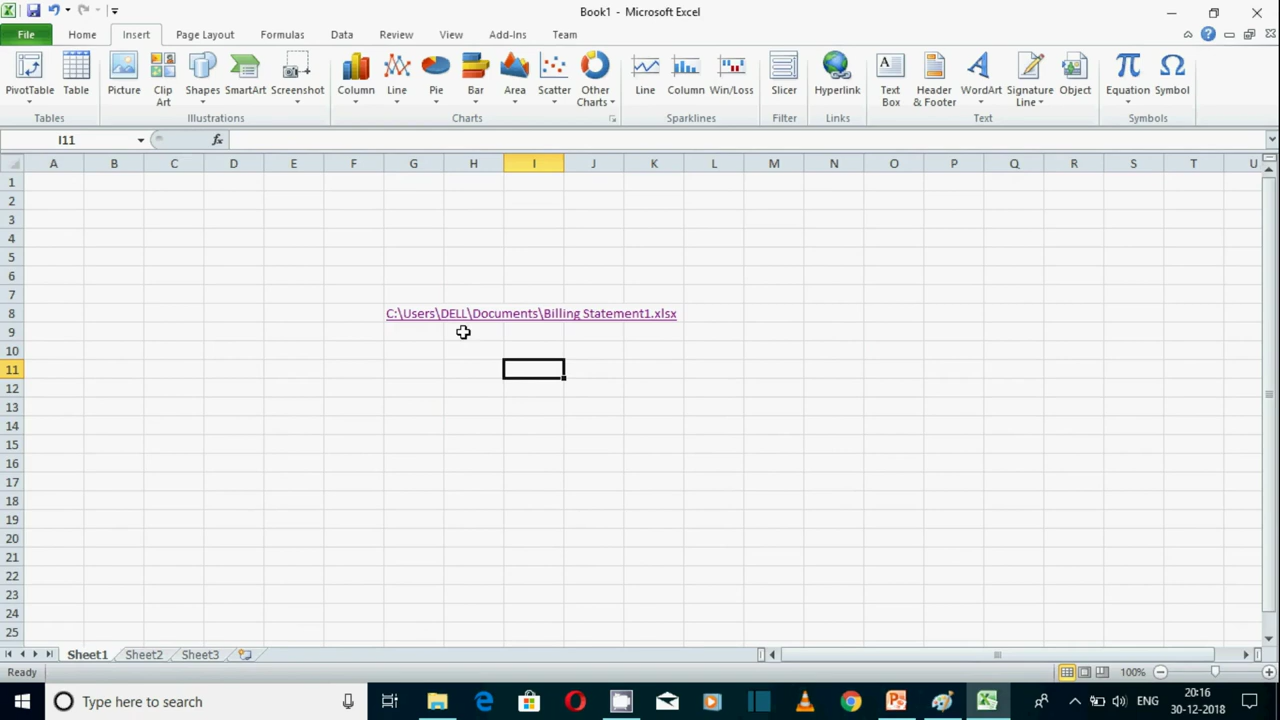 Book1 - Microsoft Excel
File Home Insert Page Layout Formulas Data Review View Add-Ins Team
PivotTable Table Picture Clip Art Shapes SmartArt Screenshot Column Line Pie Bar Area Scatter Other Charts Line Column Win/Loss Slicer Hyperlink Text Box Header & Footer WordArt Signature Line Object Equation Symbol
Tables Illustrations Charts Sparklines Filter Links Text Symbols
I11 fx
A B C D E F G H I J K L M N O P Q R S T U
1
2
3
4
5
6
7
8 C:\Users\DELL\Documents\Billing Statement1.xlsx
9
10
11
12
13
14
15
16
17
18
19
20
21
22
23
24
25
Sheet1 Sheet2 Sheet3
Ready 100%
Type here to search ENG 20:16
30-12-2018